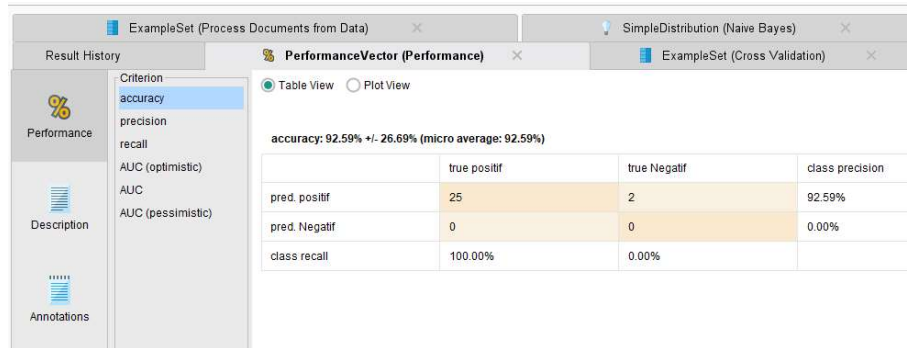 ExampleSet (Process Documents from Data)
SimpleDistribution (Naive Bayes)
Result History
PerformanceVector (Performance)
ExampleSet (Cross Validation)
%
Performance
Description
Annotations
Criterion
accuracy
precision
recall
AUC (optimistic)
AUC
AUC (pessimistic)
Table View Plot View
accuracy: 92.59% +/- 26.69% (micro average: 92.59%)
true positif true Negatif class precision
pred. positif 25 2 92.59%
pred. Negatif 0 0 0.00%
class recall 100.00% 0.00%